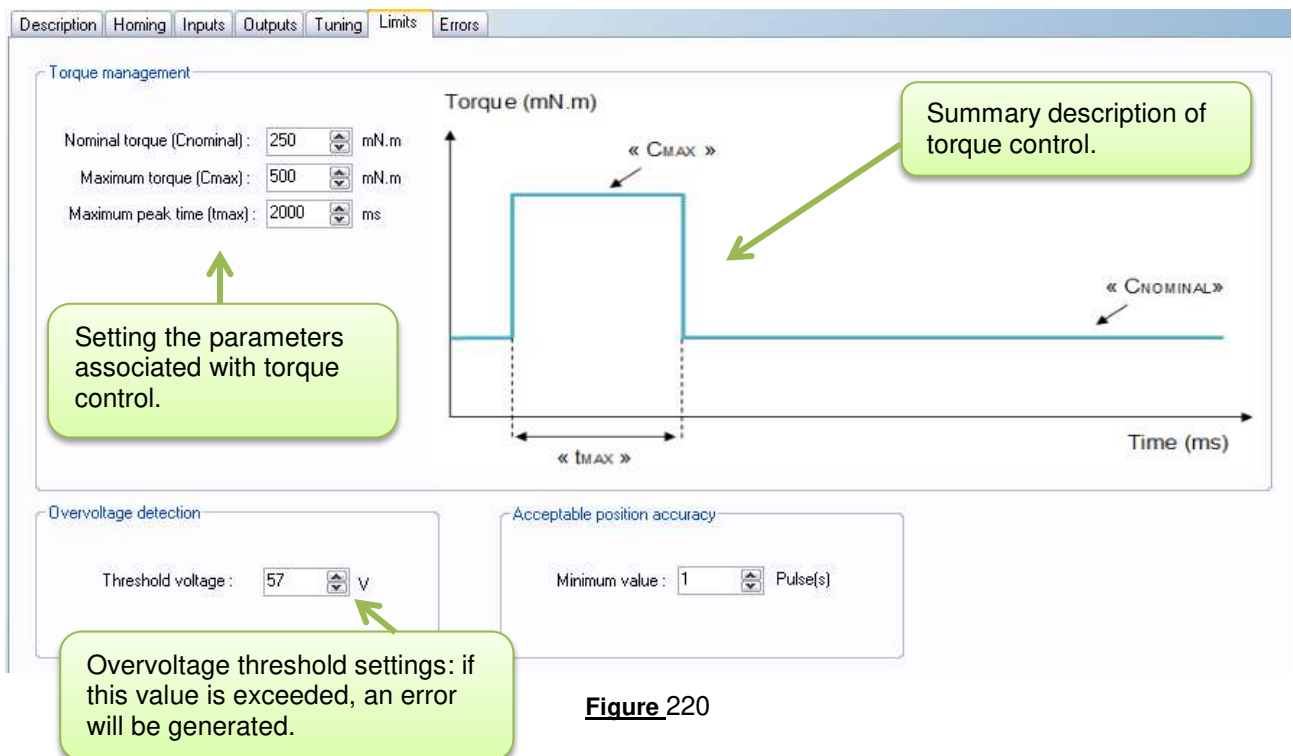 Description Homing Inputs Outputs Tuning Limits Errors
Torque management
Nominal torque (Cnominal) : 250 mN.m
Maximum torque (Cmax) : 500 mN.m
Maximum peak time (tmax) : 2000 ms
Setting the parameters
associated with torque
control.
Torque (mN.m)
« CMAX »
Summary description of
torque control.
« CNOMINAL»
« tMAX »
Time (ms)
Overvoltage detection
Threshold voltage : 57 V
Overvoltage threshold settings: if
this value is exceeded, an error
will be generated.
Acceptable position accuracy
Minimum value : 1 Pulse(s)
Figure 220